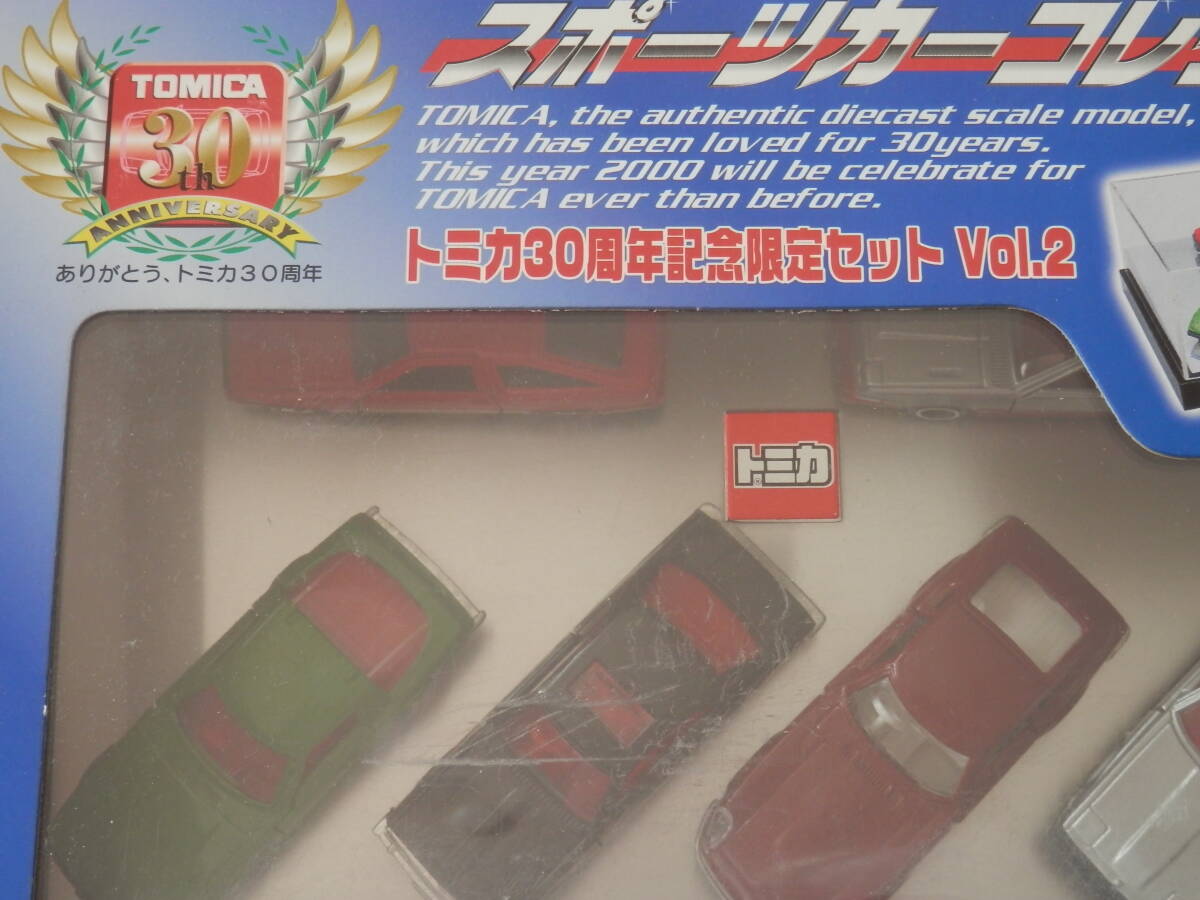 スポーツカーコレ
TOMICA
30th
ANNIVERSARY
ありがとう、トミカ30周年
TOMICA, the authentic diecast scale model,
which has been loved for 30years.
This year 2000 will be celebrate for
TOMICA ever than before.
トミカ30周年記念限定セット Vol.2
トミカ